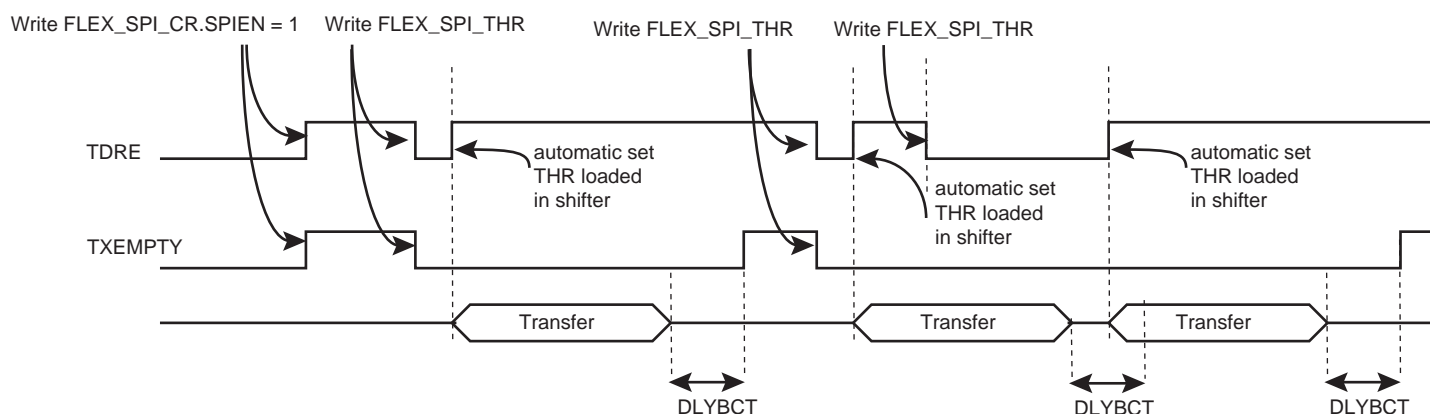 Write FLEX_SPI_CR.SPIEN = 1
Write FLEX_SPI_THR
Write FLEX_SPI_THR
Write FLEX_SPI_THR
TDRE
automatic set
THR loaded
in shifter
automatic set
THR loaded
in shifter
automatic set
THR loaded
in shifter
TXEMPTY
Transfer
Transfer
Transfer
DLYBCT
DLYBCT
DLYBCT